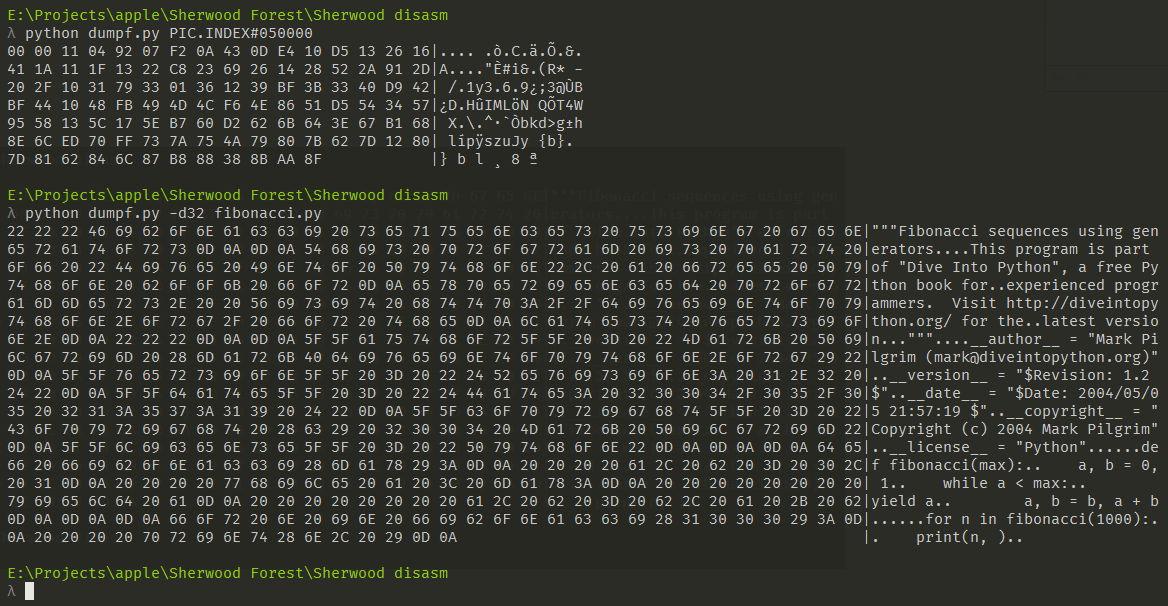 E:\Projects\apple\Sherwood Forest\Sherwood disasm
λ python dumpf.py PIC.INDEX#050000
00 00 11 04 92 07 F2 0A 43 0D E4 10 D5 13 26 16|.... .ò.C.ä.Õ.&.
41 1A 11 1F 13 22 C8 23 69 26 14 28 52 2A 91 2D|A...."È#i&.(R* -
20 2F 10 31 79 33 01 36 12 39 BF 3B 33 40 D9 42| /.1y3.6.9¿;3@ÙB
BF 44 10 48 FB 49 4D 4C F6 4E 86 51 D5 54 34 57|¿D.HûIMLöN QÕT4W
95 58 13 5C 17 5E B7 60 D2 62 6B 64 3E 67 B1 68| X.\.^·`Òbkd>g±h
8E 6C ED 70 FF 73 7A 75 4A 79 80 7B 62 7D 12 80| lípÿszuJy {b}.
7D 81 62 84 6C 87 B8 88 38 8B AA 8F            |} b l ¸ 8 ª
E:\Projects\apple\Sherwood Forest\Sherwood disasm
λ python dumpf.py -d32 fibonacci.py
22 22 22 46 69 62 6F 6E 61 63 63 69 20 73 65 71 75 65 6E 63 65 73 20 75 73 69 6E 67 20 67 65 6E|"""Fibonacci sequences using gen
65 72 61 74 6F 72 73 0D 0A 0D 0A 54 68 69 73 20 70 72 6F 67 72 61 6D 20 69 73 20 70 61 72 74 20|erators....This program is part 
6F 66 20 22 44 69 76 65 20 49 6E 74 6F 20 50 79 74 68 6F 6E 22 2C 20 61 20 66 72 65 65 20 50 79|of "Dive Into Python", a free Py
74 68 6F 6E 20 62 6F 6F 6B 20 66 6F 72 0D 0A 65 78 70 65 72 69 65 6E 63 65 64 20 70 72 6F 67 72|thon book for..experienced progr
61 6D 6D 65 72 73 2E 20 20 56 69 73 69 74 20 68 74 74 70 3A 2F 2F 64 69 76 65 69 6E 74 6F 70 79|ammers.  Visit http://diveintopy
74 68 6F 6E 2E 6F 72 67 2F 20 66 6F 72 20 74 68 65 0D 0A 6C 61 74 65 73 74 20 76 65 72 73 69 6F|thon.org/ for the..latest versio
6E 2E 0D 0A 22 22 22 0D 0A 0D 0A 5F 5F 61 75 74 68 6F 72 5F 5F 20 3D 20 22 4D 61 72 6B 20 50 69|n..."""....__author__ = "Mark Pi
6C 67 72 69 6D 20 28 6D 61 72 6B 40 64 69 76 65 69 6E 74 6F 70 79 74 68 6F 6E 2E 6F 72 67 29 22|lgrim (mark@diveintopython.org)"
0D 0A 5F 5F 76 65 72 73 69 6F 6E 5F 5F 20 3D 20 22 24 52 65 76 69 73 69 6F 6E 3A 20 31 2E 32 20|..__version__ = "$Revision: 1.2 
24 22 0D 0A 5F 5F 64 61 74 65 5F 5F 20 3D 20 22 24 44 61 74 65 3A 20 32 30 30 34 2F 30 35 2F 30|$"..__date__ = "$Date: 2004/05/0
35 20 32 31 3A 35 37 3A 31 39 20 24 22 0D 0A 5F 5F 63 6F 70 79 72 69 67 68 74 5F 5F 20 3D 20 22|5 21:57:19 $"..__copyright__ = "
43 6F 70 79 72 69 67 68 74 20 28 63 29 20 32 30 30 34 20 4D 61 72 6B 20 50 69 6C 67 72 69 6D 22|Copyright (c) 2004 Mark Pilgrim"
0D 0A 5F 5F 6C 69 63 65 6E 73 65 5F 5F 20 3D 20 22 50 79 74 68 6F 6E 22 0D 0A 0D 0A 0D 0A 64 65|..__license__ = "Python"......de
66 20 66 69 62 6F 6E 61 63 63 69 28 6D 61 78 29 3A 0D 0A 20 20 20 20 61 2C 20 62 20 3D 20 30 2C|f fibonacci(max):..    a, b = 0,
20 31 0D 0A 20 20 20 20 77 68 69 6C 65 20 61 20 3C 20 6D 61 78 3A 0D 0A 20 20 20 20 20 20 20 20| 1..    while a < max:..        
79 69 65 6C 64 20 61 0D 0A 20 20 20 20 20 20 20 20 61 2C 20 62 20 3D 20 62 2C 20 61 20 2B 20 62|yield a..        a, b = b, a + b
0D 0A 0D 0A 0D 0A 66 6F 72 20 6E 20 69 6E 20 66 69 62 6F 6E 61 63 63 69 28 31 30 30 30 29 3A 0D|......for n in fibonacci(1000):.
0A 20 20 20 20 70 72 69 6E 74 28 6E 2C 20 29 0D 0A                                             |.    print(n, )..
E:\Projects\apple\Sherwood Forest\Sherwood disasm
λ